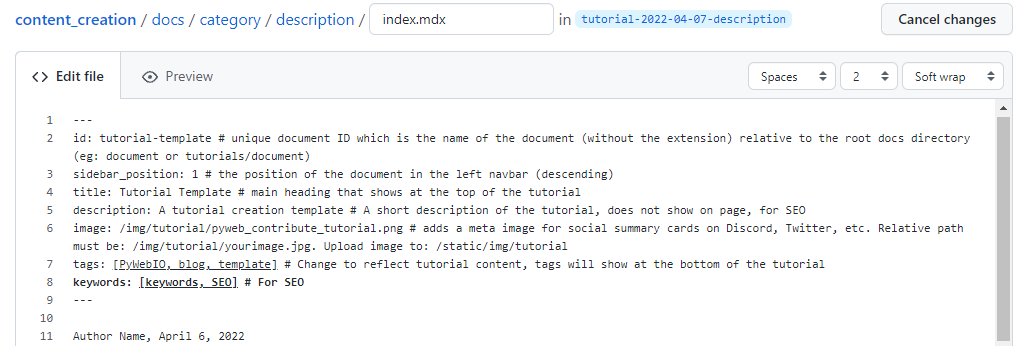 content_creation / docs / category / description / index.mdx in tutorial-2022-04-07-description Cancel changes
<> Edit file Preview Spaces 2 Soft wrap
1 ---
2 id: tutorial-template # unique document ID which is the name of the document (without the extension) relative to the root docs directory
(eg: document or tutorials/document)
3 sidebar_position: 1 # the position of the document in the left navbar (descending)
4 title: Tutorial Template # main heading that shows at the top of the tutorial
5 description: A tutorial creation template # A short description of the tutorial, does not show on page, for SEO
6 image: /img/tutorial/pyweb_contribute_tutorial.png # adds a meta image for social summary cards on Discord, Twitter, etc. Relative path
must be: /img/tutorial/yourimage.jpg. Upload image to: /static/img/tutorial
7 tags: [PyWebIO, blog, template] # Change to reflect tutorial content, tags will show at the bottom of the tutorial
8 keywords: [keywords, SEO] # For SEO
9 ---
10
11 Author Name, April 6, 2022